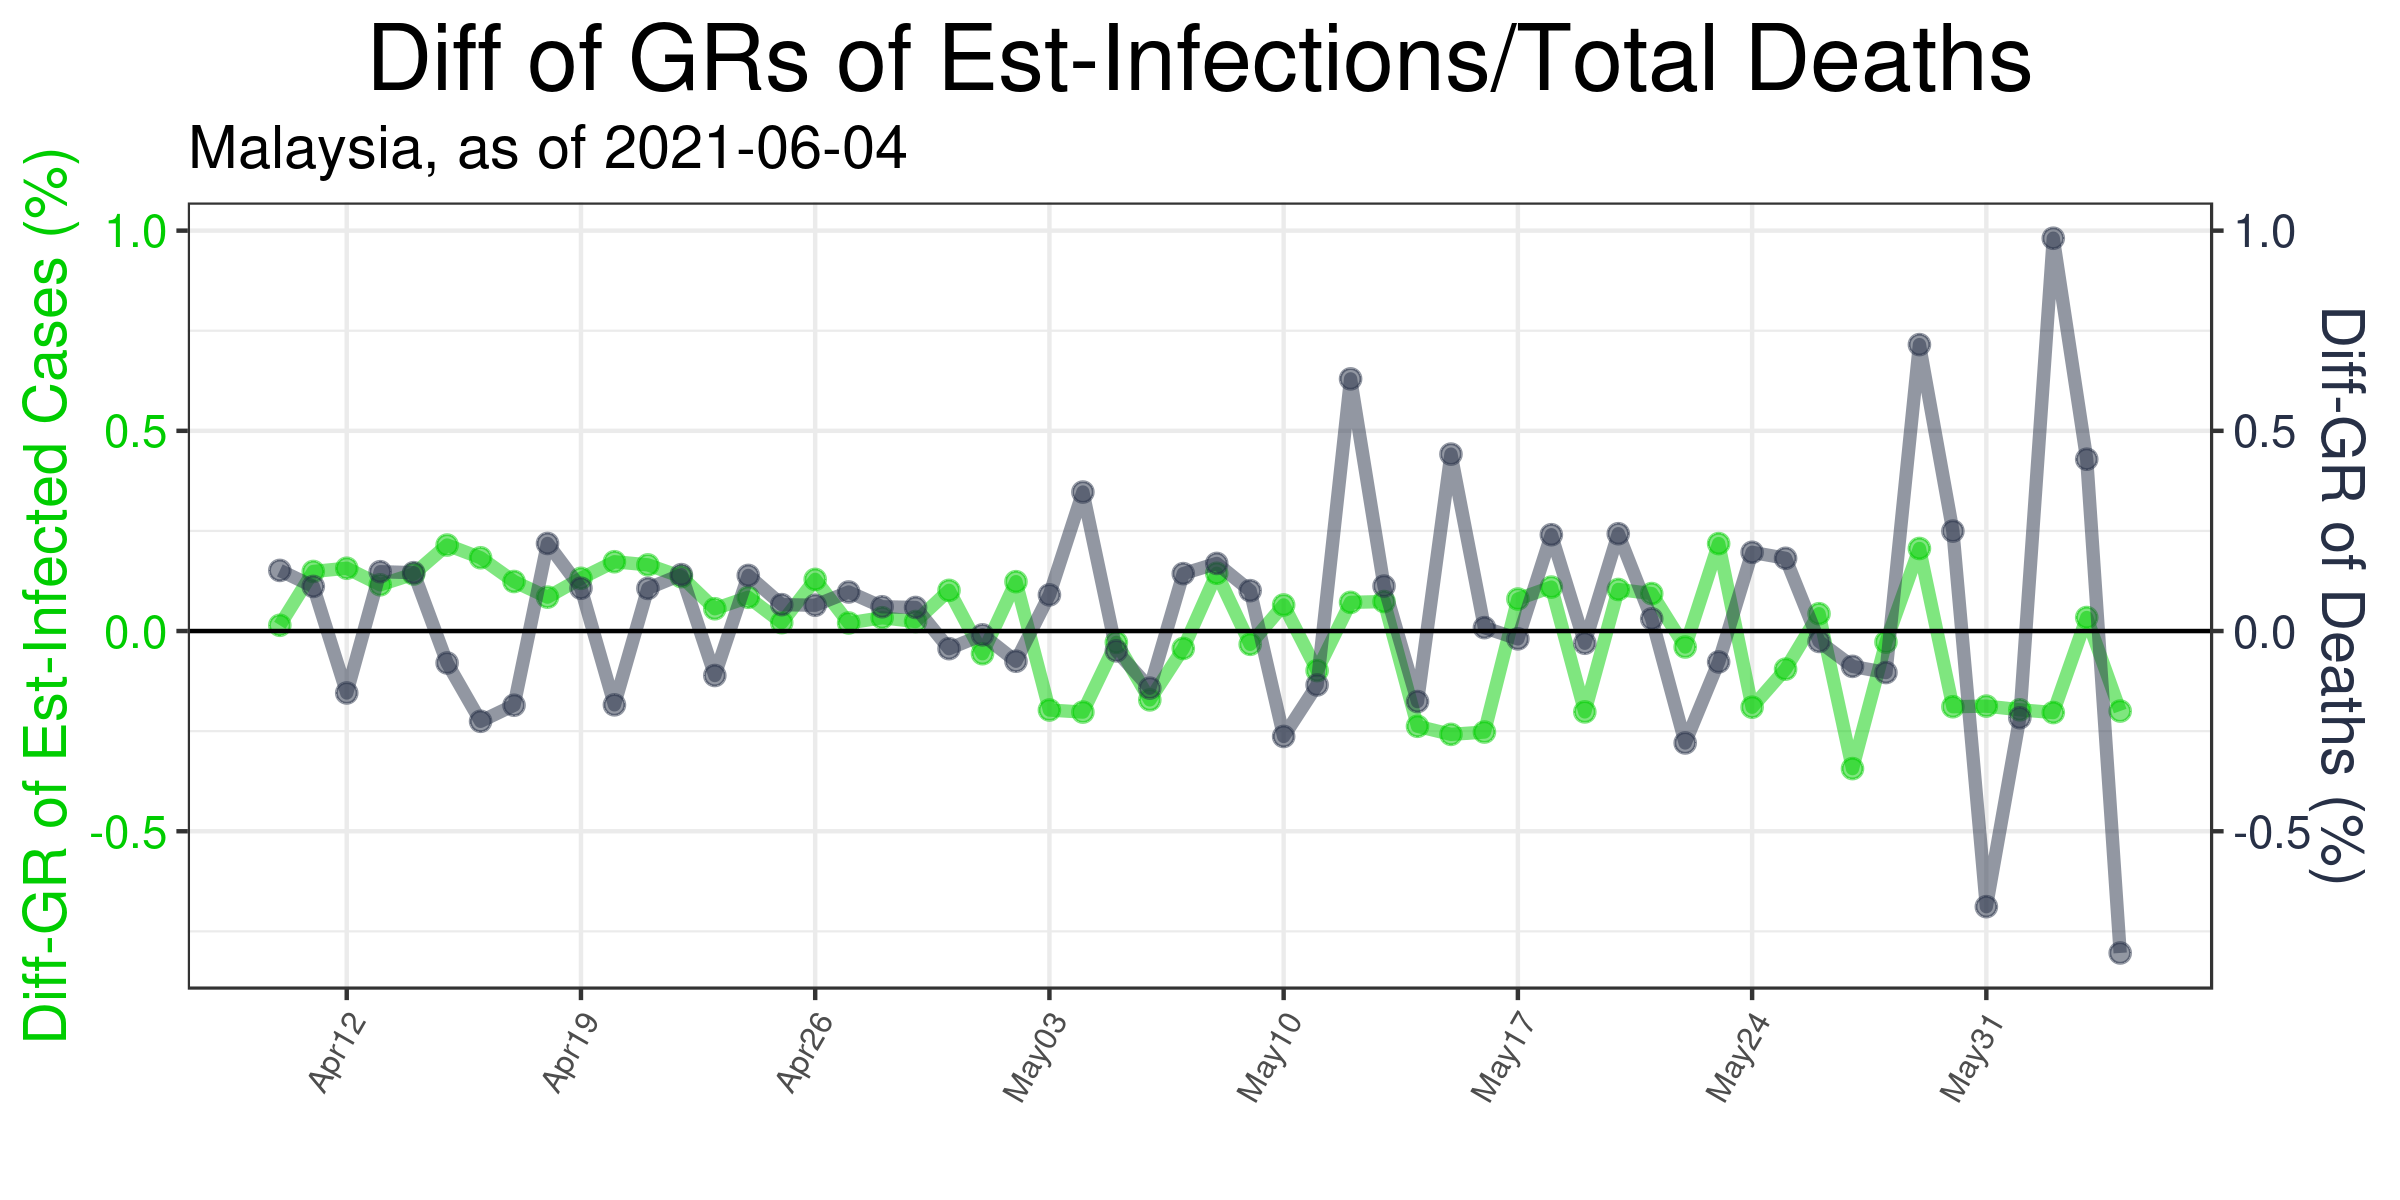 Diff of GRs of Est-Infections/Total Deaths
Malaysia, as of 2021-06-04
Diff-GR of Est-Infected Cases (%)
1.0
0.5
0.0
-0.5
1.0
0.5
0.0
-0.5
Diff-GR of Deaths (%)
Apr12
Apr19
Apr26
May03
May10
May17
May24
May31